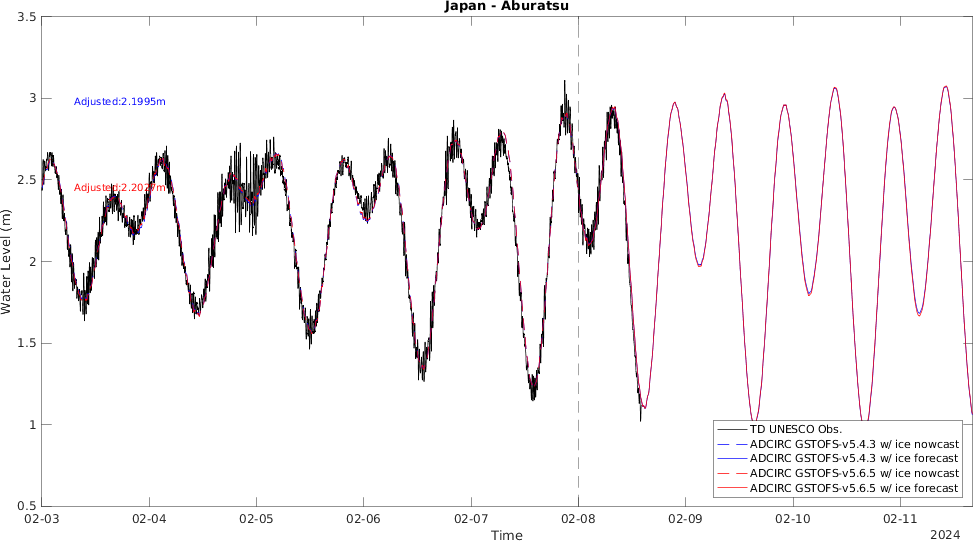 Japan - Aburatsu
3.5
3
2.5
2
1.5
1
0.5
Water Level (m)
Adjusted:2.1995m
Adjusted:2.2027m
TD UNESCO Obs.
ADCIRC GSTOFS-v5.4.3 w/ ice nowcast
ADCIRC GSTOFS-v5.4.3 w/ ice forecast
ADCIRC GSTOFS-v5.6.5 w/ ice nowcast
ADCIRC GSTOFS-v5.6.5 w/ ice forecast
02-03 02-04 02-05 02-06 02-07 02-08 02-09 02-10 02-11
Time
2024